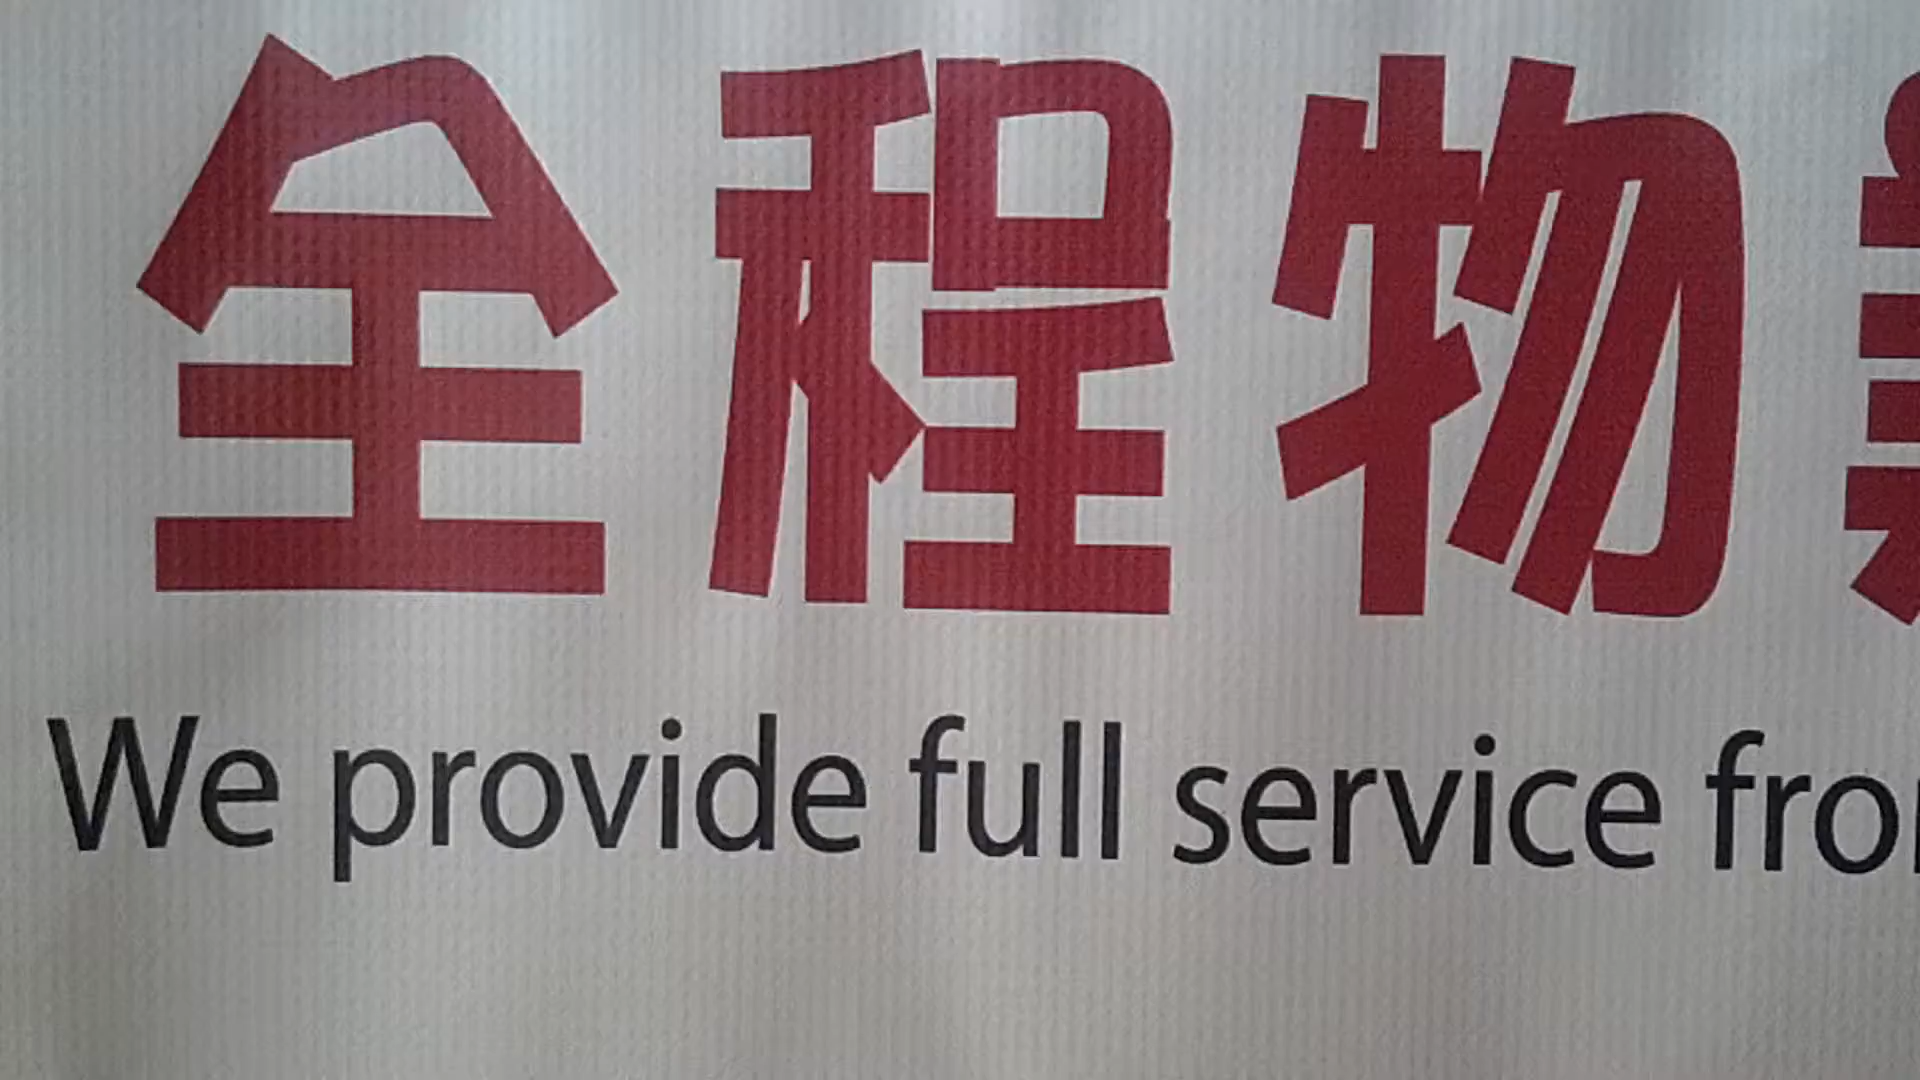 全程物
We provide full service